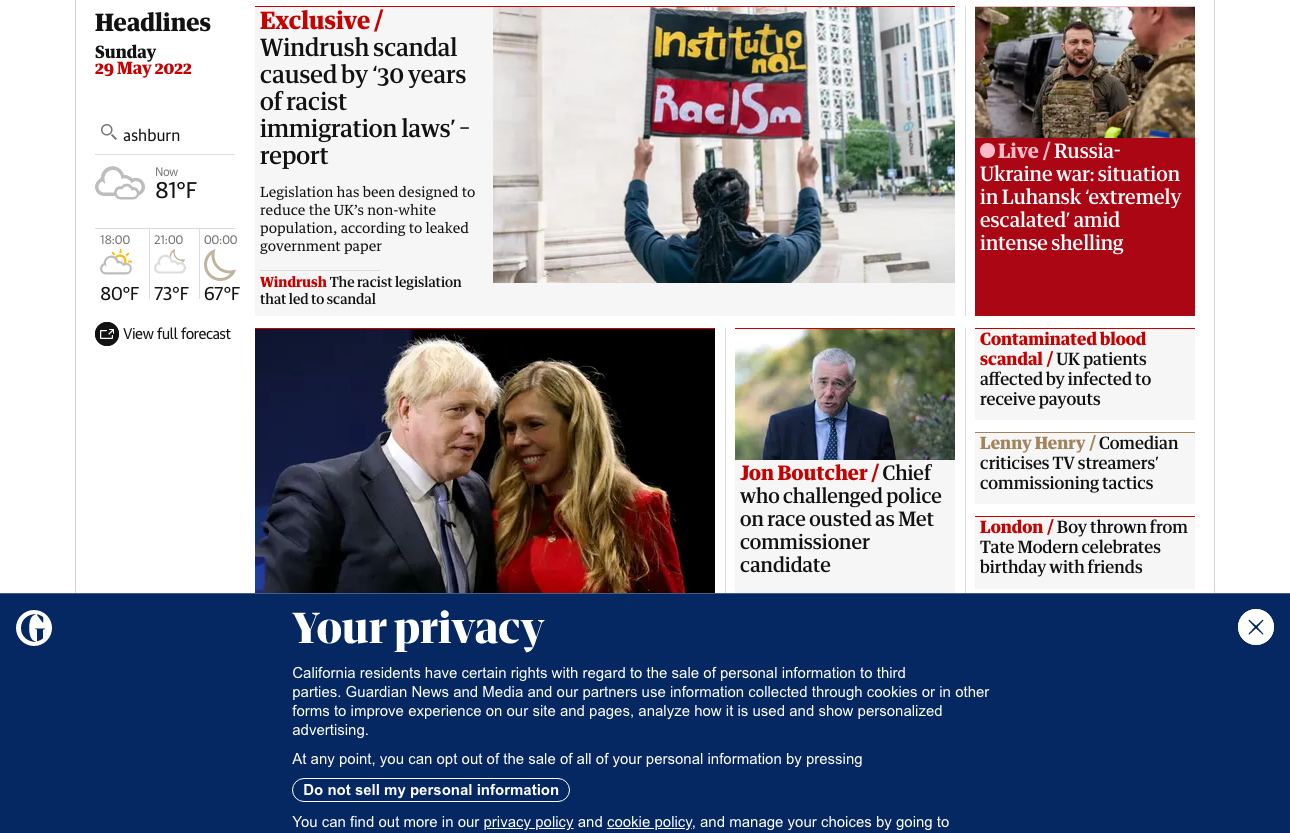 Headlines
Sunday
29 May 2022
ashburn
Now
81°F
18:00 21:00 00:00
80°F 73°F 67°F
View full forecast
Exclusive /
Windrush scandal
caused by ‘30 years
of racist
immigration laws’ –
report
Legislation has been designed to
reduce the UK’s non-white
population, according to leaked
government paper
Windrush The racist legislation
that led to scandal
Institutio
nal
Racism
Live / Russia-
Ukraine war: situation
in Luhansk ‘extremely
escalated’ amid
intense shelling
Jon Boutcher / Chief
who challenged police
on race ousted as Met
commissioner
candidate
Contaminated blood
scandal / UK patients
affected by infected to
receive payouts
Lenny Henry / Comedian
criticises TV streamers’
commissioning tactics
London / Boy thrown from
Tate Modern celebrates
birthday with friends
G
Your privacy
California residents have certain rights with regard to the sale of personal information to third
parties. Guardian News and Media and our partners use information collected through cookies or in other
forms to improve experience on our site and pages, analyze how it is used and show personalized
advertising.
At any point, you can opt out of the sale of all of your personal information by pressing
Do not sell my personal information
You can find out more in our privacy policy and cookie policy, and manage your choices by going to